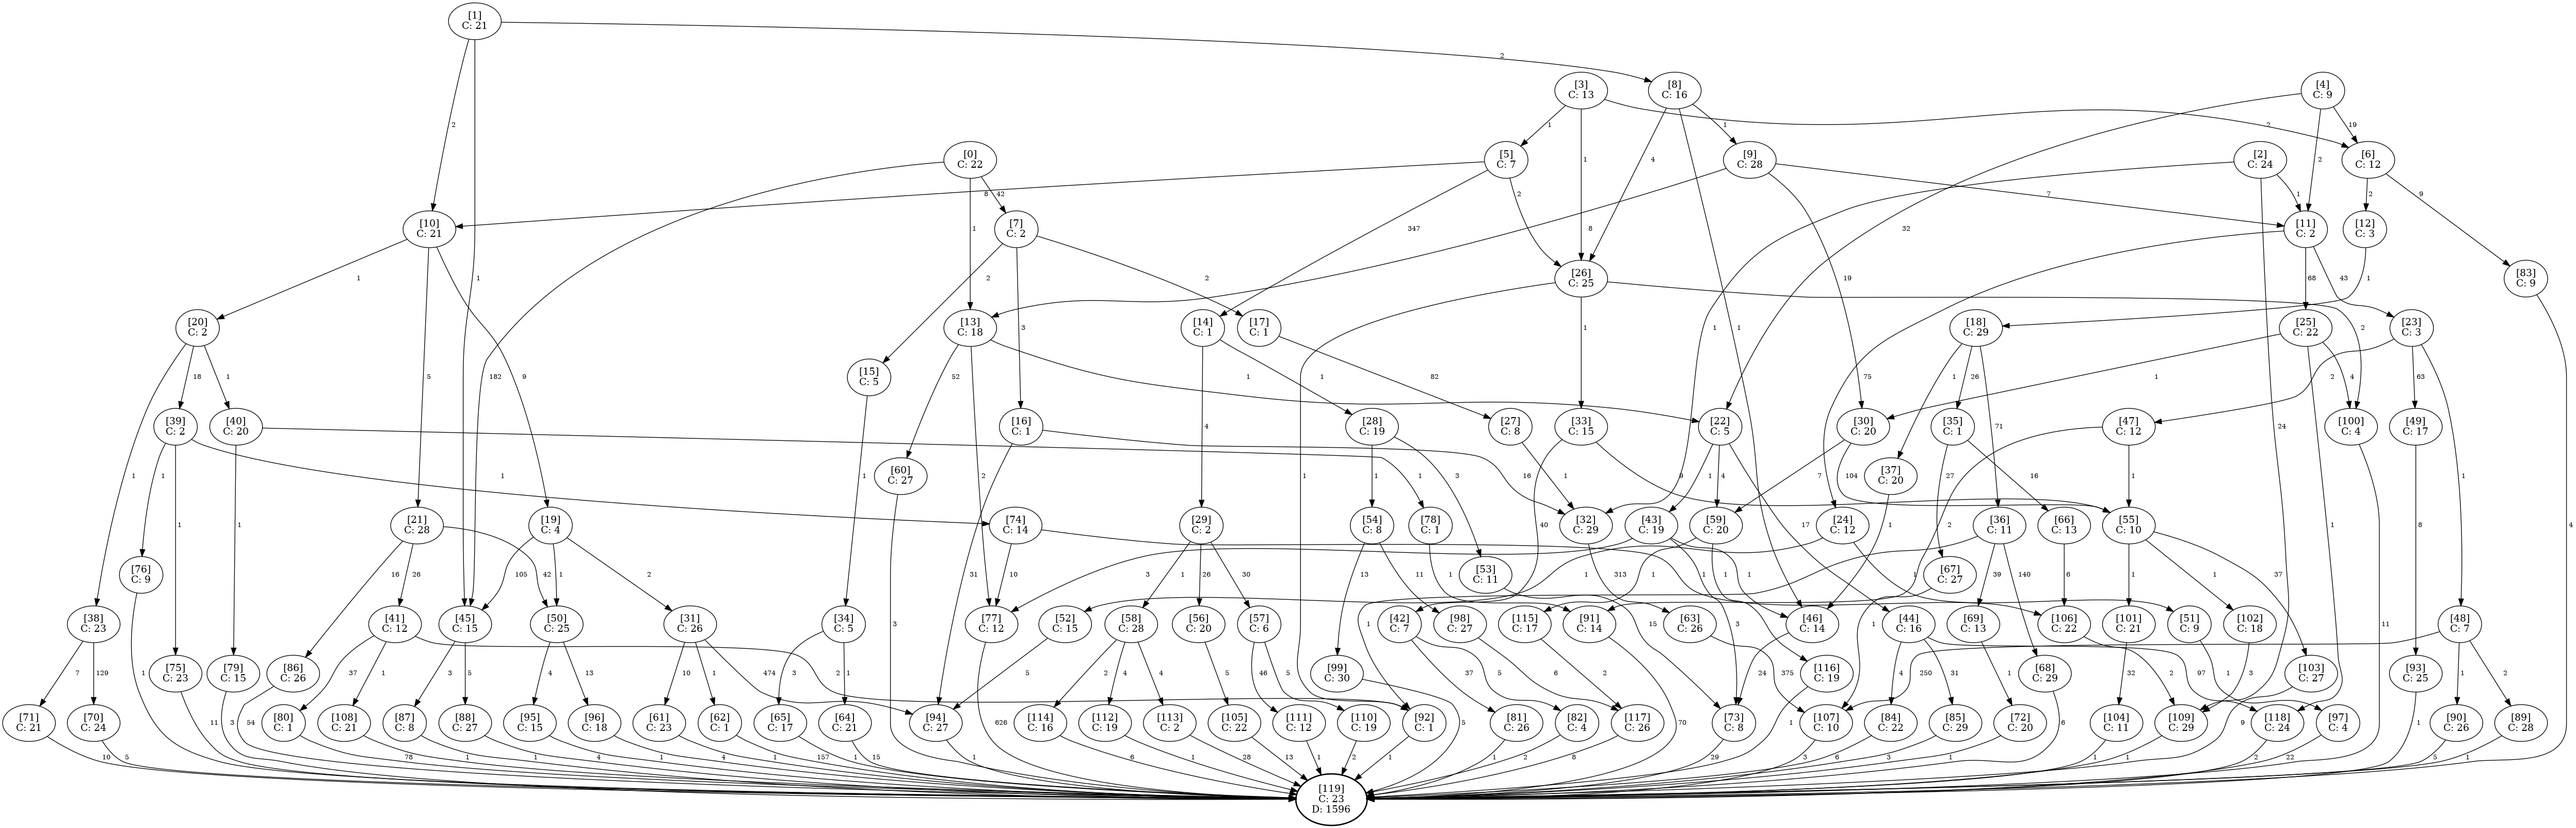 [1]
C: 21
2
[3]
C: 13
[8]
C: 16
[4]
C: 9
2
1
2
1
1
4
1
2
19
[0]
C: 22
[5]
C: 7
[9]
C: 28
[2]
C: 24
[6]
C: 12
8
42
2
7
1
2
9
[10]
C: 21
[7]
C: 2
[11]
C: 2
[12]
C: 3
1
347
8
32
[26]
C: 25
[83]
C: 9
1
5
9
1
182
2
3
2
19
75
68
43
1
[20]
C: 2
[13]
C: 18
[14]
C: 1
[17]
C: 1
1
1
1
2
[18]
C: 29
[25]
C: 22
[23]
C: 3
[15]
C: 5
18
1
52
1
1
82
1
4
1
26
2
63
[39]
C: 2
[40]
C: 20
[16]
C: 1
4
[28]
C: 19
[27]
C: 8
[33]
C: 15
[22]
C: 5
[30]
C: 20
[35]
C: 1
71
[47]
C: 12
[100]
C: 4
[49]
C: 17
24
1
1
1
[60]
C: 27
2
16
1
1
3
1
9
1
4
7
104
[37]
C: 20
27
16
1
1
1
[21]
C: 28
[19]
C: 4
[74]
C: 14
[29]
C: 2
[54]
C: 8
[78]
C: 1
[32]
C: 29
40
[43]
C: 19
[59]
C: 20
17
[24]
C: 12
1
2
[36]
C: 11
[66]
C: 13
[55]
C: 10
1
8
[76]
C: 9
1
1
16
26
105
1
42
2
1
31
10
3
1
26
30
13
11
1
[53]
C: 11
313
1
1
1
1
1
1
39
140
[67]
C: 27
6
1
1
37
[38]
C: 23
[41]
C: 12
[45]
C: 15
[50]
C: 25
[31]
C: 26
[34]
C: 5
[77]
C: 12
[52]
C: 15
[58]
C: 28
[56]
C: 20
[57]
C: 6
1
[42]
C: 7
[98]
C: 27
[115]
C: 17
[91]
C: 14
15
[63]
C: 26
3
[46]
C: 14
[44]
C: 16
[69]
C: 13
1
[106]
C: 22
[101]
C: 21
[51]
C: 9
[102]
C: 18
[48]
C: 7
7
129
[75]
C: 23
[79]
C: 15
[86]
C: 26
37
1
2
3
5
4
13
10
1
474
3
1
3
5
2
4
4
5
46
5
[99]
C: 30
37
5
6
2
375
24
[116]
C: 19
4
31
2
1
[68]
C: 29
250
97
32
1
3
[103]
C: 27
1
2
[93]
C: 25
11
4
[71]
C: 21
[70]
C: 24
[80]
C: 1
[108]
C: 21
[87]
C: 8
[88]
C: 27
[95]
C: 15
[96]
C: 18
[61]
C: 23
[62]
C: 1
[65]
C: 17
[64]
C: 21
[94]
C: 27
[114]
C: 16
[112]
C: 19
[113]
C: 2
[105]
C: 22
[111]
C: 12
[110]
C: 19
[92]
C: 1
[81]
C: 26
[82]
C: 4
[117]
C: 26
[73]
C: 8
[107]
C: 10
[84]
C: 22
[85]
C: 29
[72]
C: 20
[104]
C: 11
[109]
C: 29
[118]
C: 24
[97]
C: 4
[90]
C: 26
[89]
C: 28
10
5
1
11
3
54
78
1
1
4
1
4
1
157
1
15
3
1
626
6
1
28
13
1
2
1
5
1
2
8
70
29
1
3
6
3
1
6
1
1
9
2
22
1
5
1
[119]
C: 23
D: 1596